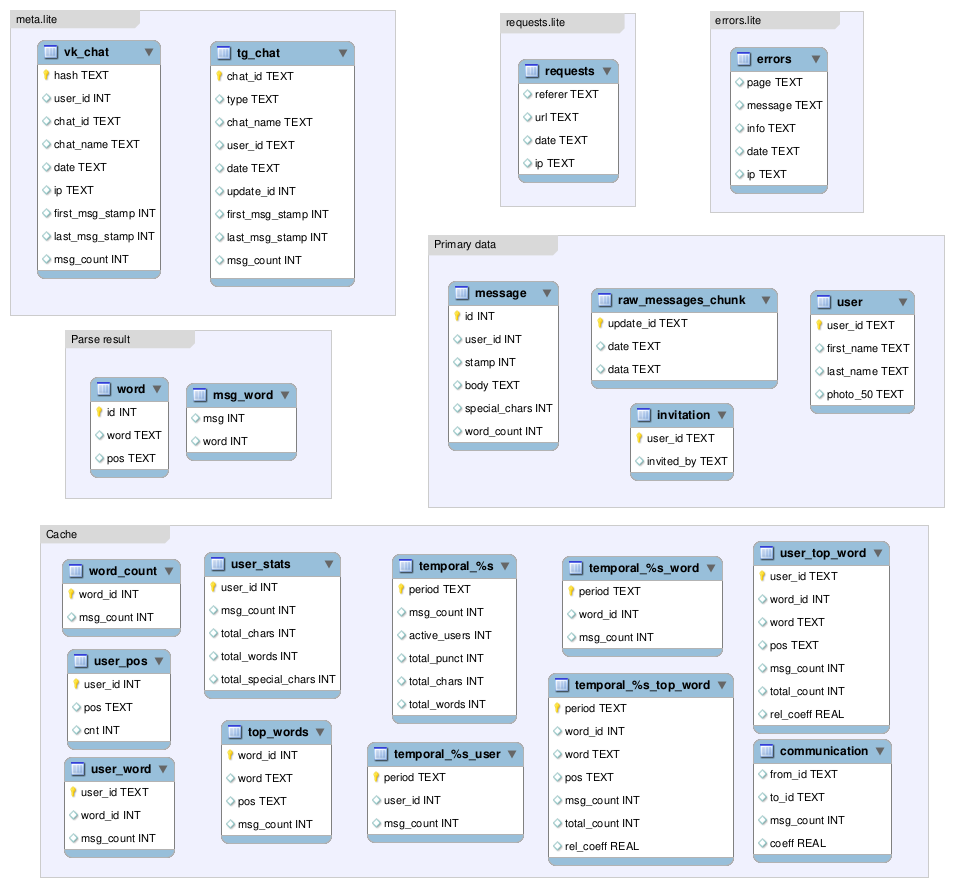 meta.lite
vk_chat
hash TEXT
user_id INT
chat_id TEXT
chat_name TEXT
date TEXT
ip TEXT
first_msg_stamp INT
last_msg_stamp INT
msg_count INT
tg_chat
chat_id TEXT
type TEXT
chat_name TEXT
user_id TEXT
date TEXT
update_id INT
first_msg_stamp INT
last_msg_stamp INT
msg_count INT
requests.lite
requests
referer TEXT
url TEXT
date TEXT
ip TEXT
errors.lite
errors
page TEXT
message TEXT
info TEXT
date TEXT
ip TEXT
Primary data
message
id INT
user_id INT
stamp INT
body TEXT
special_chars INT
word_count INT
raw_messages_chunk
update_id TEXT
date TEXT
data TEXT
invitation
user_id TEXT
invited_by TEXT
user
user_id TEXT
first_name TEXT
last_name TEXT
photo_50 TEXT
Parse result
word
id INT
word TEXT
pos TEXT
msg_word
msg INT
word INT
Cache
word_count
word_id INT
msg_count INT
user_pos
user_id INT
pos TEXT
cnt INT
user_word
user_id TEXT
word_id INT
msg_count INT
user_stats
user_id INT
msg_count INT
total_chars INT
total_words INT
total_special_chars INT
top_words
word_id INT
word TEXT
pos TEXT
msg_count INT
temporal_%s
period TEXT
msg_count INT
active_users INT
total_punct INT
total_chars INT
total_words INT
temporal_%s_user
period TEXT
user_id INT
msg_count INT
temporal_%s_word
period TEXT
word_id INT
msg_count INT
temporal_%s_top_word
period TEXT
word_id INT
word TEXT
pos TEXT
msg_count INT
total_count INT
rel_coeff REAL
user_top_word
user_id TEXT
word_id INT
word TEXT
pos TEXT
msg_count INT
total_count INT
rel_coeff REAL
communication
from_id TEXT
to_id TEXT
msg_count INT
coeff REAL